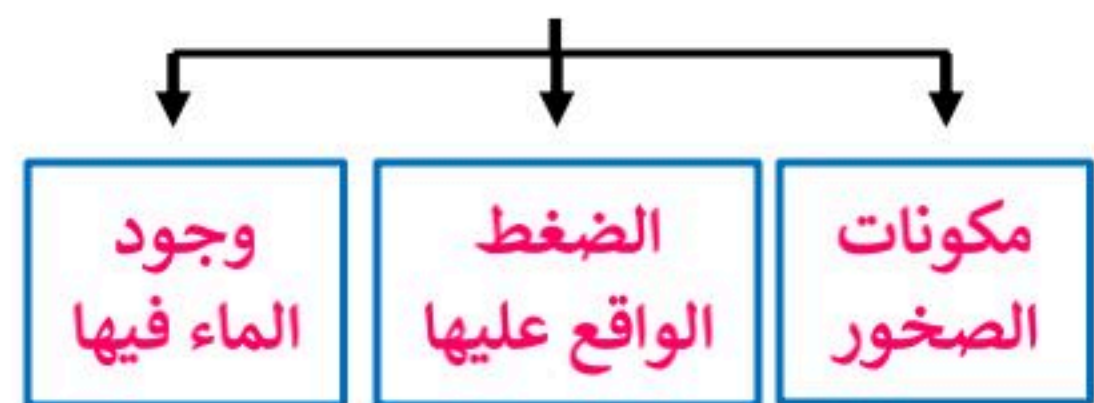 مكونات
الصخور
الضغط
الواقع عليها
وجود
الماء فيها